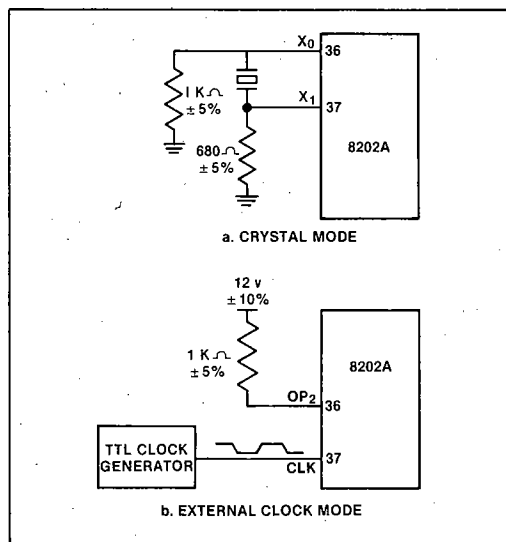 X0
36
1 KΩ
± 5%
X1
37
680Ω
± 5%
8202A
a. CRYSTAL MODE
12 v
± 10%
1 KΩ
± 5%
8202A
OP2
36
TTL CLOCK
GENERATOR
CLK
37
b. EXTERNAL CLOCK MODE